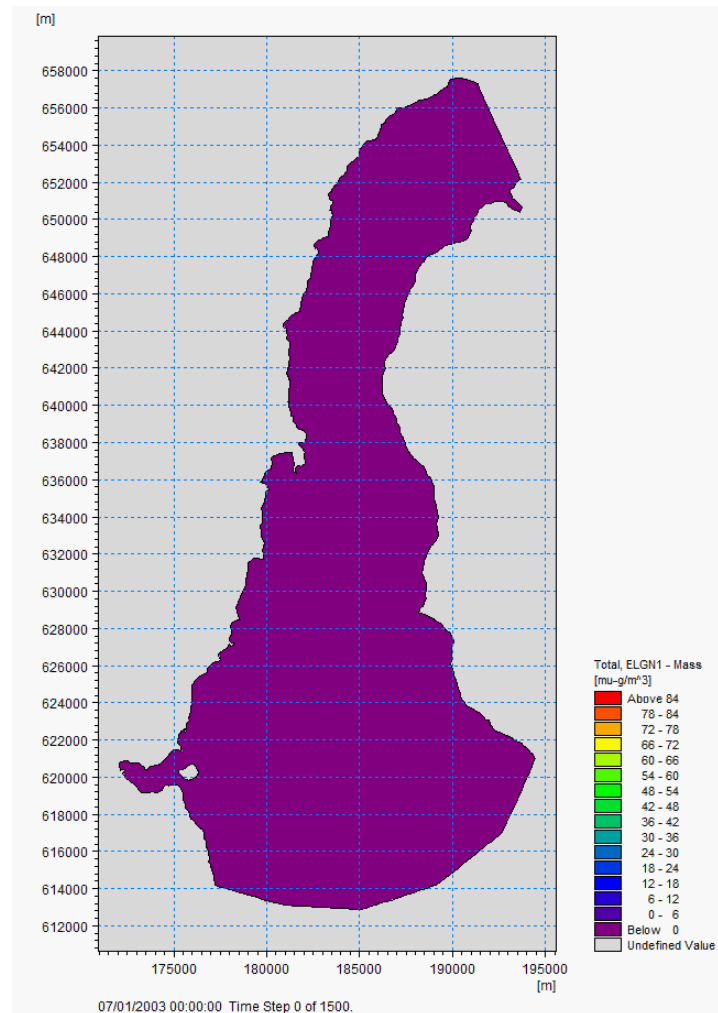 [m]
658000
656000
654000
652000
650000
648000
646000
644000
642000
640000
638000
636000
634000
632000
630000
628000
626000
624000
622000
620000
618000
616000
614000
612000
175000 180000 185000 190000 195000
[m]
07/01/2003 00:00:00 Time Step 0 of 1500.
Total, ELGN1 - Mass
[mu-g/m^3]
Above 84
78 - 84
72 - 78
66 - 72
60 - 66
54 - 60
48 - 54
42 - 48
36 - 42
30 - 36
24 - 30
18 - 24
12 - 18
6 - 12
0 - 6
Below 0
Undefined Value